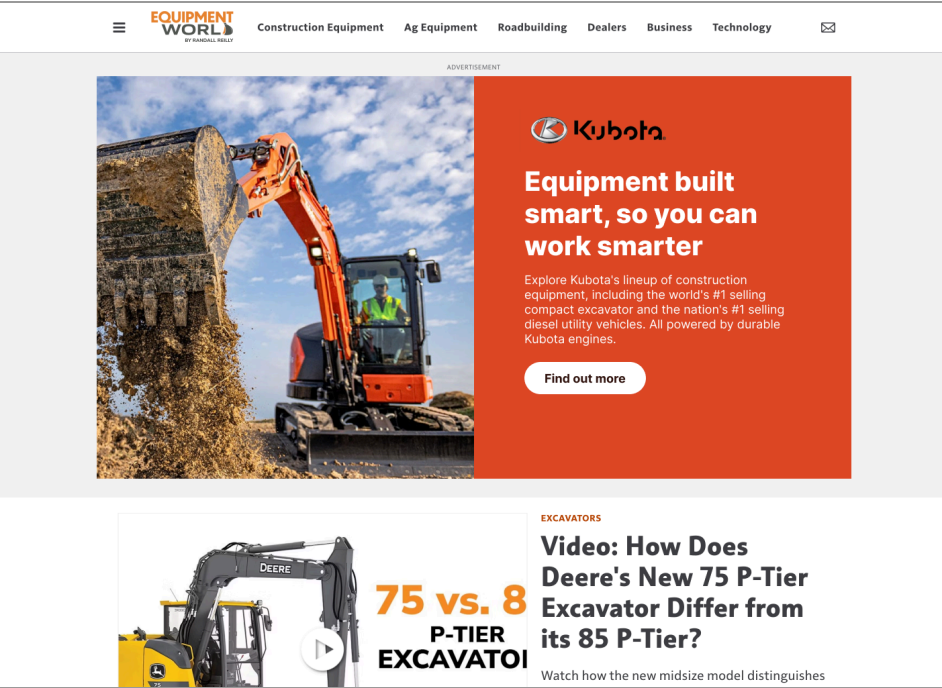 EQUIPMENT
WORLD
BY RANDALL REILLY
Construction Equipment
Ag Equipment
Roadbuilding
Dealers
Business
Technology
ADVERTISEMENT
Kubota
Equipment built
smart, so you can
work smarter
Explore Kubota's lineup of construction
equipment, including the world's #1 selling
compact excavator and the nation's #1 selling
diesel utility vehicles. All powered by durable
Kubota engines.
Find out more
DEERE
75
75 vs. 8
P-TIER
EXCAVATO
EXCAVATORS
Video: How Does
Deere's New 75 P-Tier
Excavator Differ from
its 85 P-Tier?
Watch how the new midsize model distinguishes